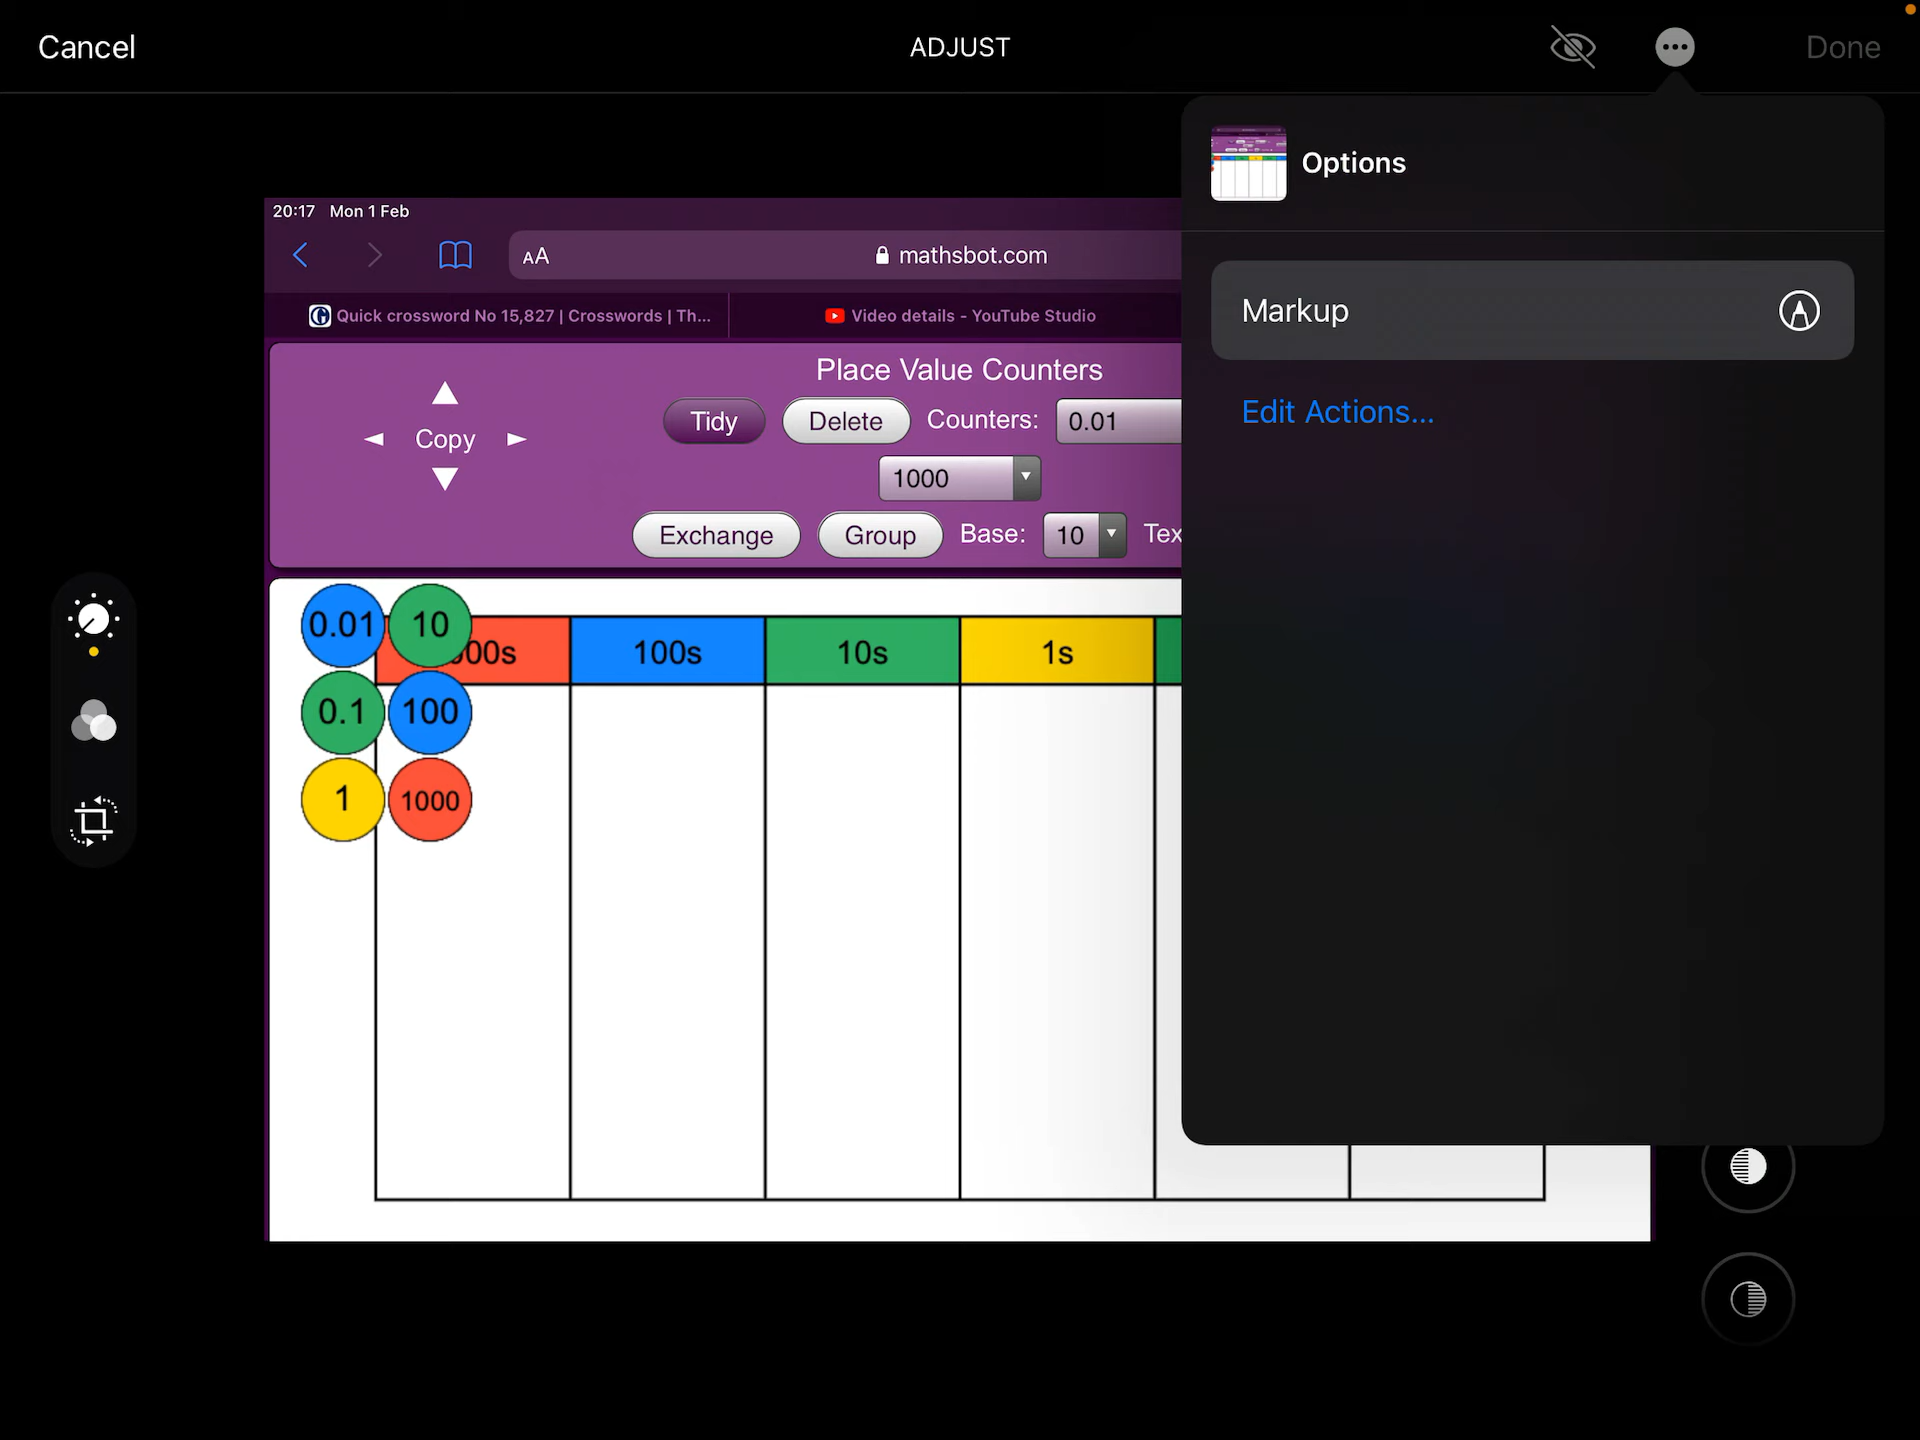 Cancel
ADJUST
Done
Options
Markup
Edit Actions...
20:17 Mon 1 Feb
AA
mathsbot.com
Quick crossword No 15,827 | Crosswords | Th...
Video details - YouTube Studio
Place Value Counters
Copy
Tidy
Delete
Counters:
0.01
1000
Exchange
Group
Base:
10
0.01
10
100s
10s
1s
0.1
100
1
1000